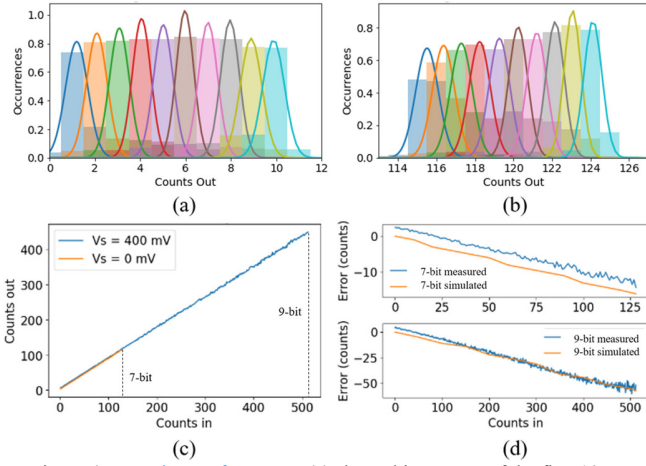 1.0
0.8
0.6
0.4
0.2
0.0
Occurrences
0 2 4 6 8 10 12
Counts Out
(a)
0.8
0.6
0.4
0.2
0.0
Occurrences
114 116 118 120 122 124 126
Counts Out
(b)
400
300
200
100
0
Counts out
Vs = 400 mV
Vs = 0 mV
9-bit
7-bit
0 100 200 300 400 500
Counts in
(c)
0
−10
Error (counts)
7-bit measured
7-bit simulated
0 25 50 75 100 125
0
−25
−50
Error (counts)
9-bit measured
9-bit simulated
0 100 200 300 400 500
Counts in
(d)